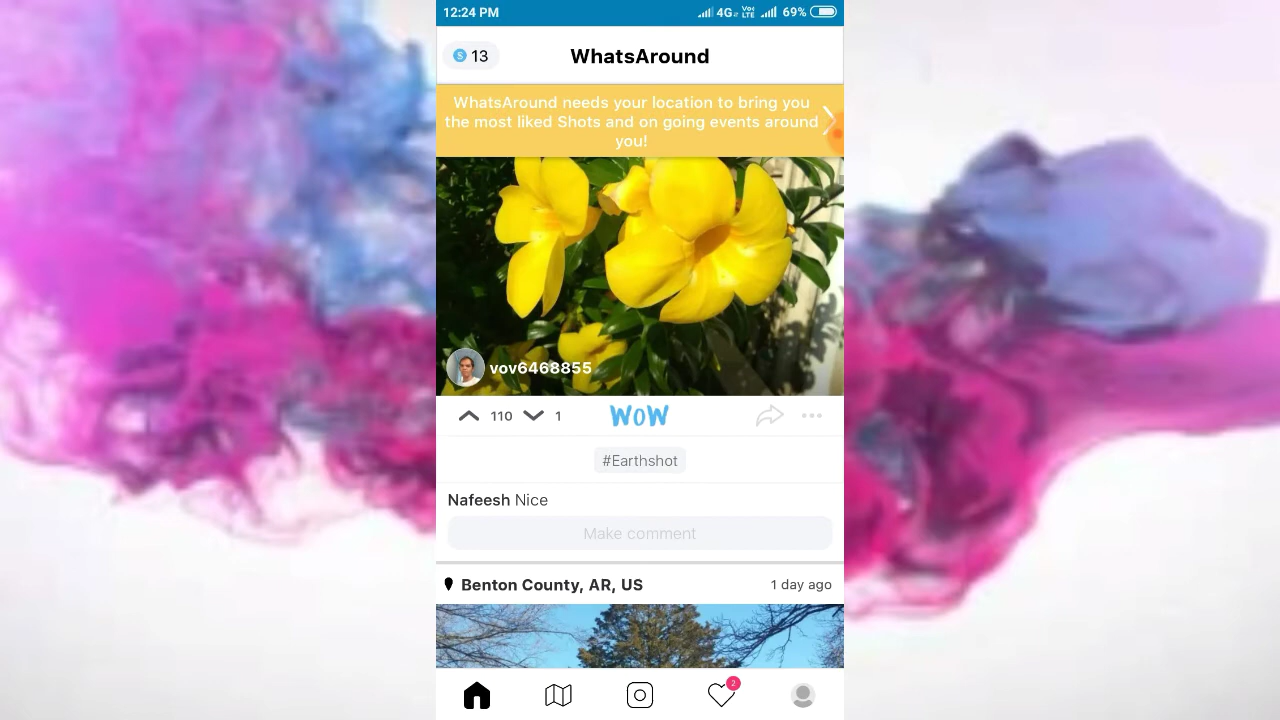 12:24 PM
4G Vo LTE 69%
S 13
WhatsAround
WhatsAround needs your location to bring you
the most liked Shots and on going events around
you!
vov6468855
110 1 WOW
#Earthshot
Nafeesh Nice
Make comment
Benton County, AR, US 1 day ago
2